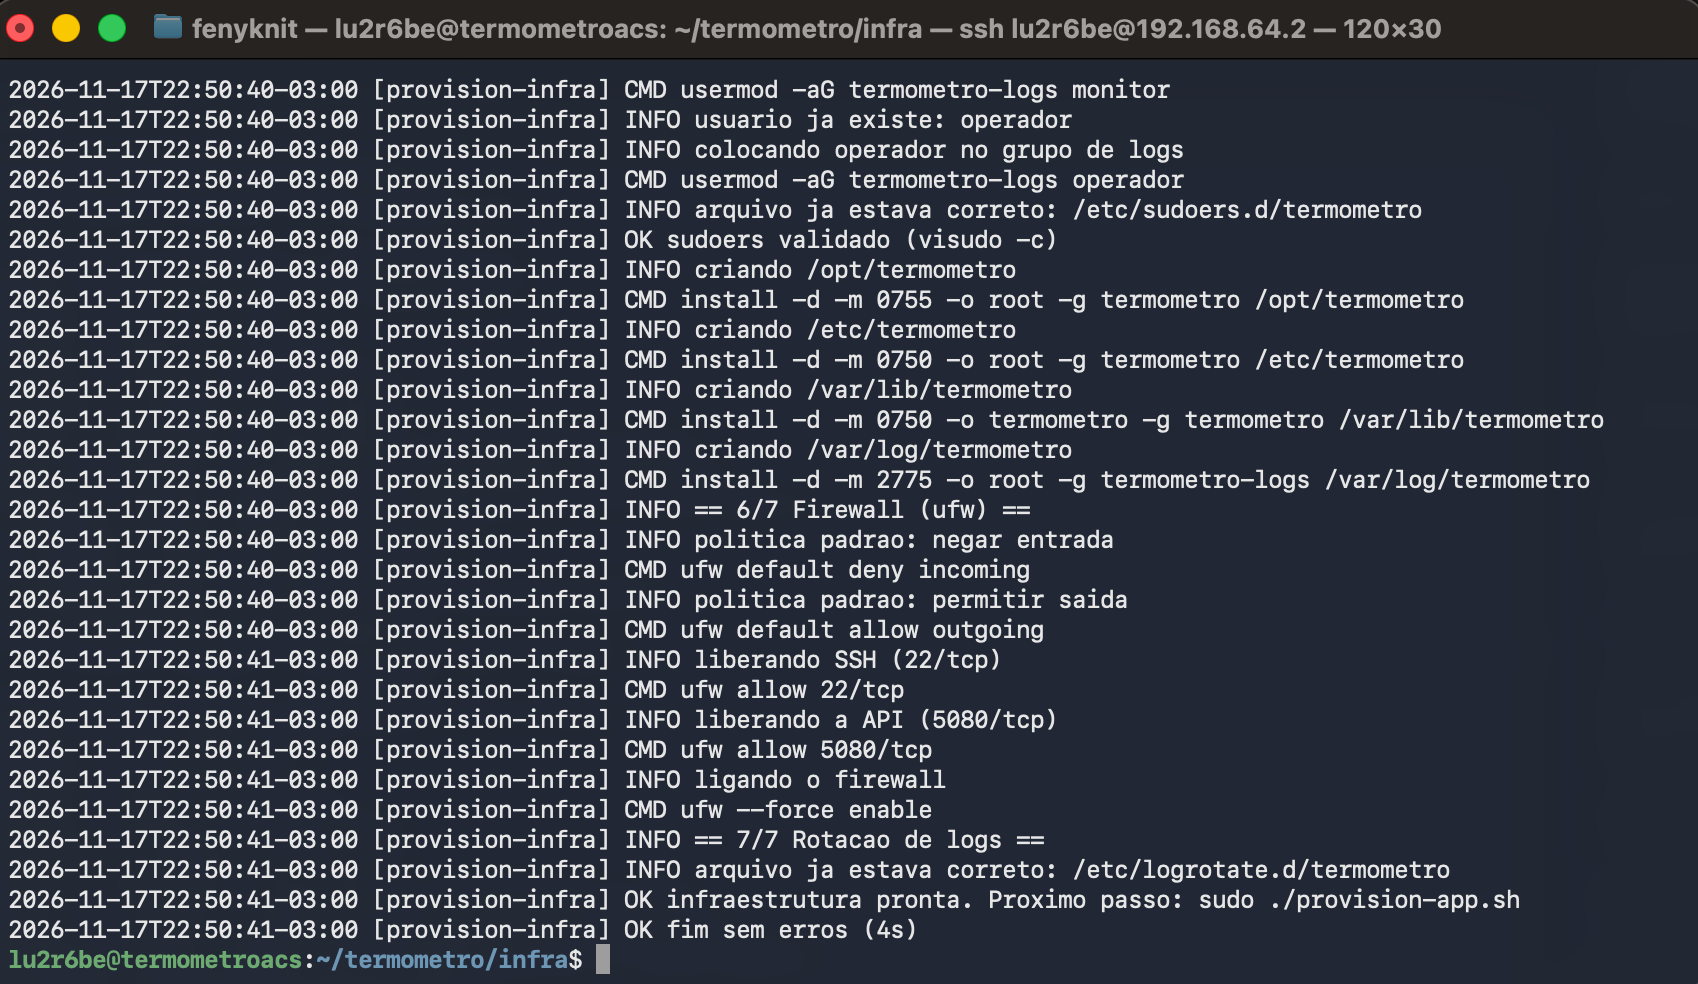 fenyknit — lu2r6be@termometroacs: ~/termometro/infra — ssh lu2r6be@192.168.64.2 — 120×30
2026-11-17T22:50:40-03:00 [provision-infra] CMD usermod -aG termometro-logs monitor
2026-11-17T22:50:40-03:00 [provision-infra] INFO usuario ja existe: operador
2026-11-17T22:50:40-03:00 [provision-infra] INFO colocando operador no grupo de logs
2026-11-17T22:50:40-03:00 [provision-infra] CMD usermod -aG termometro-logs operador
2026-11-17T22:50:40-03:00 [provision-infra] INFO arquivo ja estava correto: /etc/sudoers.d/termometro
2026-11-17T22:50:40-03:00 [provision-infra] OK sudoers validado (visudo -c)
2026-11-17T22:50:40-03:00 [provision-infra] INFO criando /opt/termometro
2026-11-17T22:50:40-03:00 [provision-infra] CMD install -d -m 0755 -o root -g termometro /opt/termometro
2026-11-17T22:50:40-03:00 [provision-infra] INFO criando /etc/termometro
2026-11-17T22:50:40-03:00 [provision-infra] CMD install -d -m 0750 -o root -g termometro /etc/termometro
2026-11-17T22:50:40-03:00 [provision-infra] INFO criando /var/lib/termometro
2026-11-17T22:50:40-03:00 [provision-infra] CMD install -d -m 0750 -o termometro -g termometro /var/lib/termometro
2026-11-17T22:50:40-03:00 [provision-infra] INFO criando /var/log/termometro
2026-11-17T22:50:40-03:00 [provision-infra] CMD install -d -m 2775 -o root -g termometro-logs /var/log/termometro
2026-11-17T22:50:40-03:00 [provision-infra] INFO == 6/7 Firewall (ufw) ==
2026-11-17T22:50:40-03:00 [provision-infra] INFO politica padrao: negar entrada
2026-11-17T22:50:40-03:00 [provision-infra] CMD ufw default deny incoming
2026-11-17T22:50:40-03:00 [provision-infra] INFO politica padrao: permitir saida
2026-11-17T22:50:40-03:00 [provision-infra] CMD ufw default allow outgoing
2026-11-17T22:50:41-03:00 [provision-infra] INFO liberando SSH (22/tcp)
2026-11-17T22:50:41-03:00 [provision-infra] CMD ufw allow 22/tcp
2026-11-17T22:50:41-03:00 [provision-infra] INFO liberando a API (5080/tcp)
2026-11-17T22:50:41-03:00 [provision-infra] CMD ufw allow 5080/tcp
2026-11-17T22:50:41-03:00 [provision-infra] INFO ligando o firewall
2026-11-17T22:50:41-03:00 [provision-infra] CMD ufw --force enable
2026-11-17T22:50:41-03:00 [provision-infra] INFO == 7/7 Rotacao de logs ==
2026-11-17T22:50:41-03:00 [provision-infra] INFO arquivo ja estava correto: /etc/logrotate.d/termometro
2026-11-17T22:50:41-03:00 [provision-infra] OK infraestrutura pronta. Proximo passo: sudo ./provision-app.sh
2026-11-17T22:50:41-03:00 [provision-infra] OK fim sem erros (4s)
lu2r6be@termometroacs:~/termometro/infra$